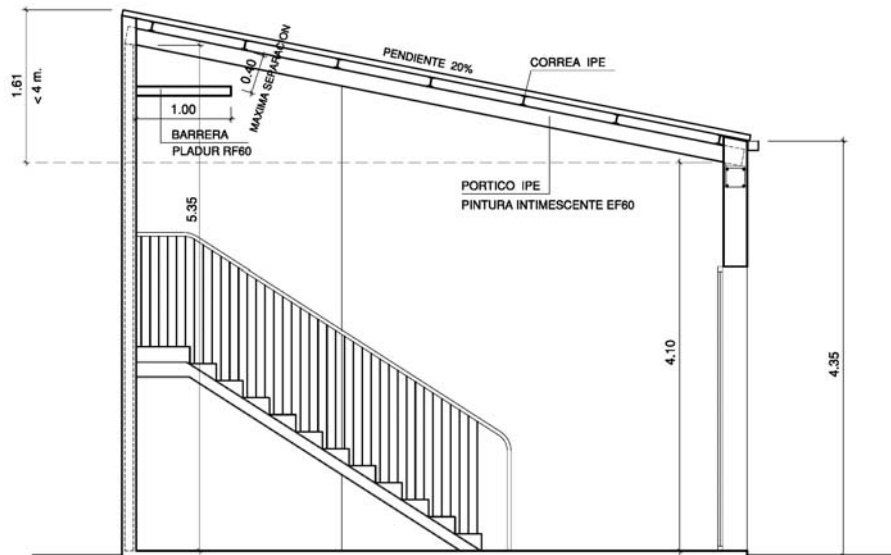 1.61
< 4 m.
0.40
MAXIMA SEPARACION
PENDIENTE 20%
CORREA IPE
1.00
BARRERA
PLADUR RF60
PORTICO IPE
PINTURA INTIMESCENTE EF60
5.35
4.10
4.35